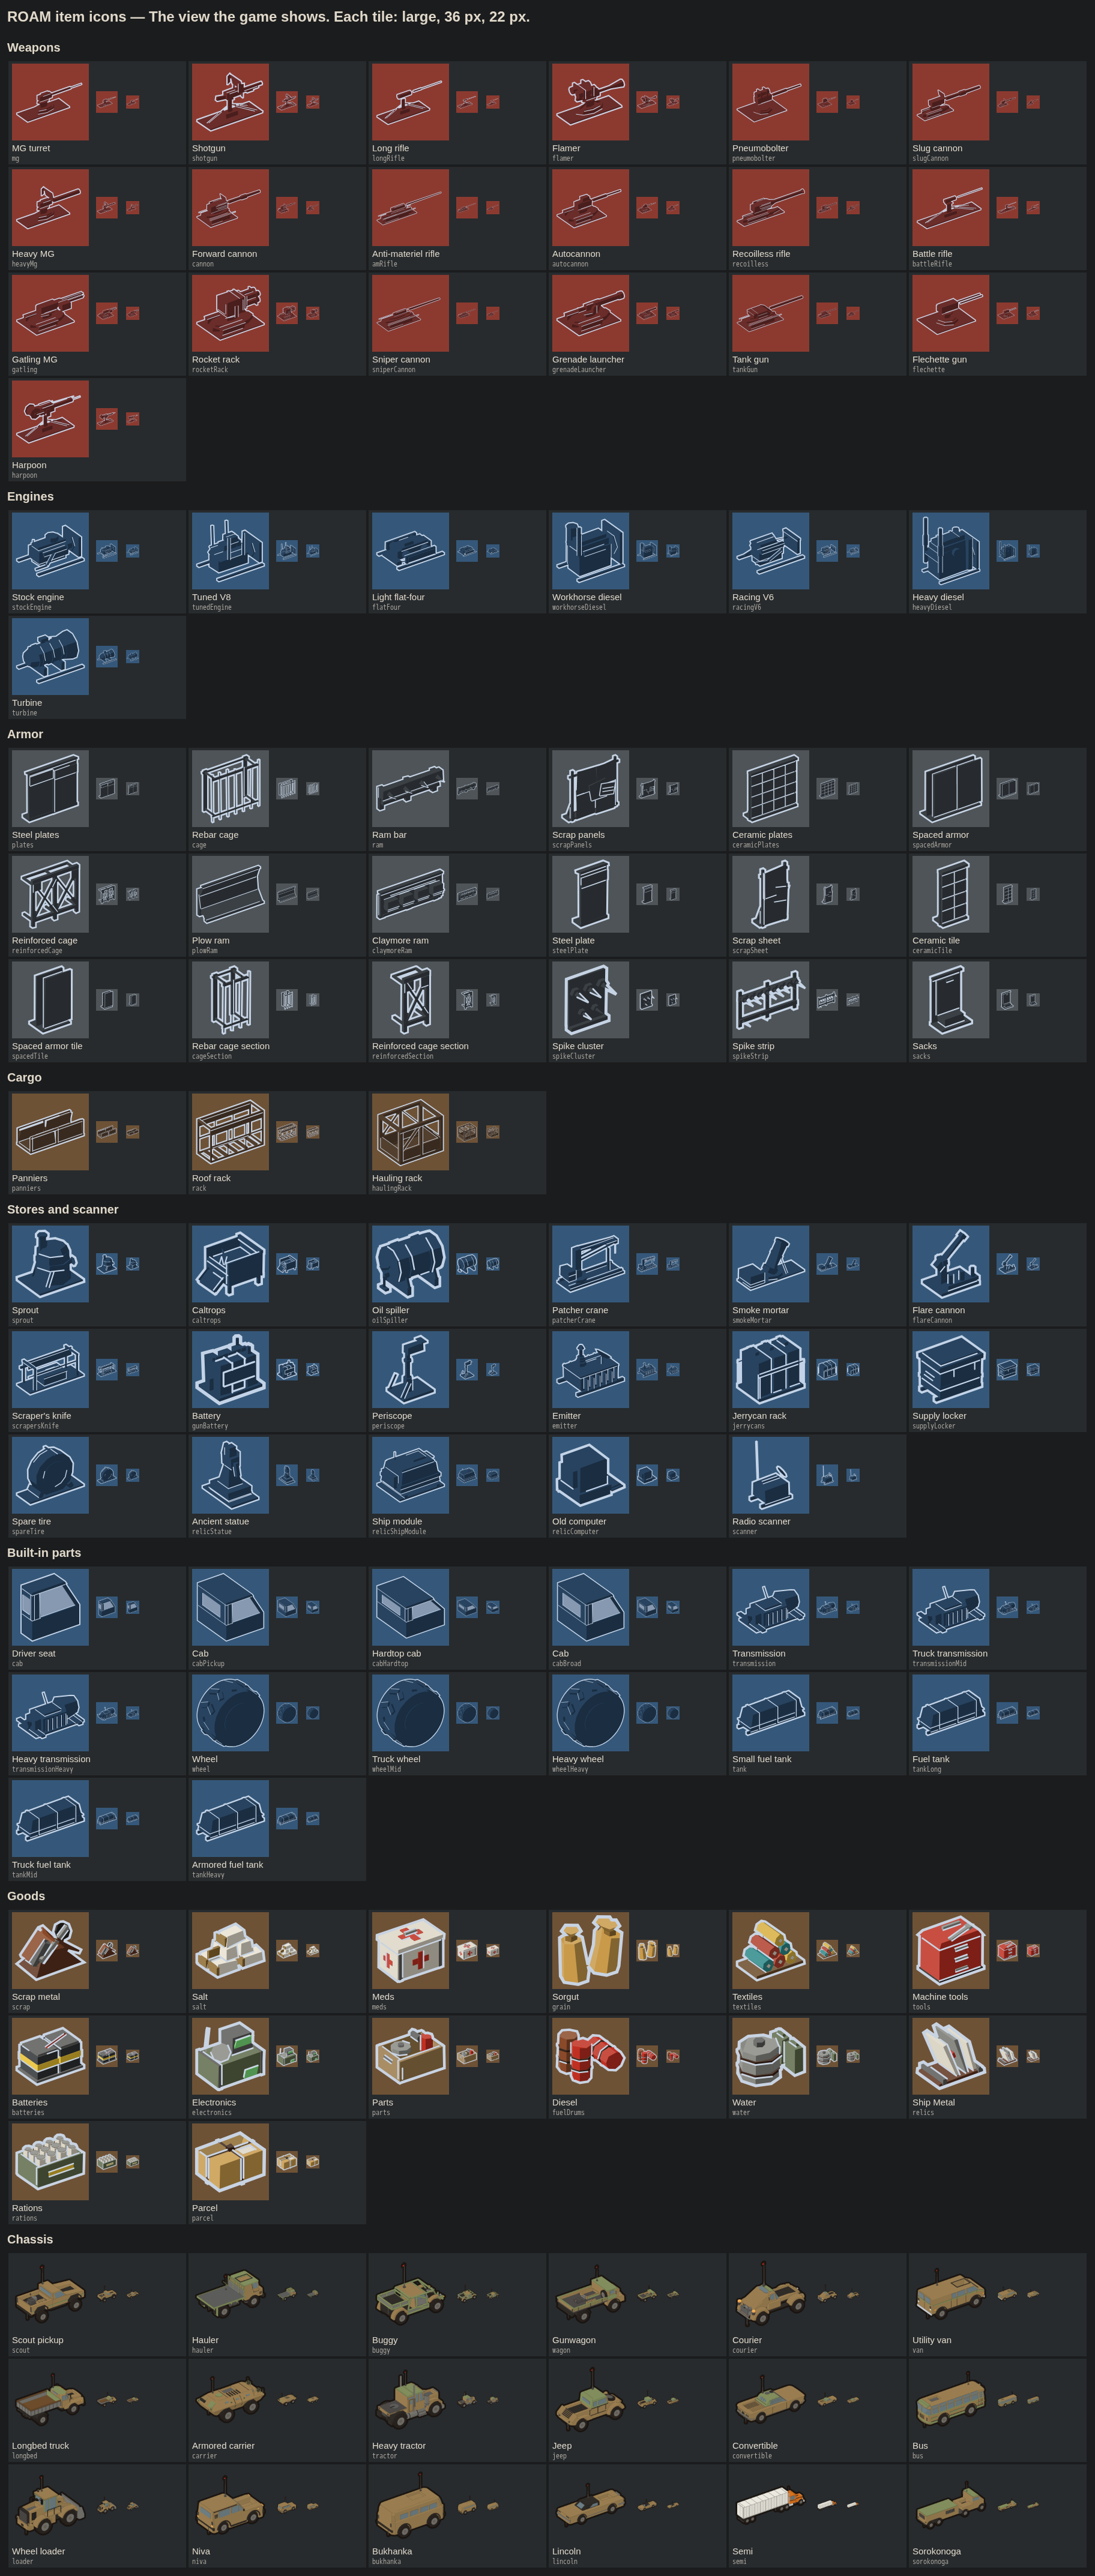 ROAM item icons — The view the game shows. Each tile: large, 36 px, 22 px.
Weapons
MG turret
mg
Shotgun
shotgun
Long rifle
longRifle
Flamer
flamer
Pneumobolter
pneumobolter
Slug cannon
slugCannon
Heavy MG
heavyMg
Forward cannon
cannon
Anti-materiel rifle
amRifle
Autocannon
autocannon
Recoilless rifle
recoilless
Battle rifle
battleRifle
Gatling MG
gatling
Rocket rack
rocketRack
Sniper cannon
sniperCannon
Grenade launcher
grenadeLauncher
Tank gun
tankGun
Flechette gun
flechette
Harpoon
harpoon
Engines
Stock engine
stockEngine
Tuned V8
tunedEngine
Light flat-four
flatFour
Workhorse diesel
workhorseDiesel
Racing V6
racingV6
Heavy diesel
heavyDiesel
Turbine
turbine
Armor
Steel plates
plates
Rebar cage
cage
Ram bar
ram
Scrap panels
scrapPanels
Ceramic plates
ceramicPlates
Spaced armor
spacedArmor
Reinforced cage
reinforcedCage
Plow ram
plowRam
Claymore ram
claymoreRam
Steel plate
steelPlate
Scrap sheet
scrapSheet
Ceramic tile
ceramicTile
Spaced armor tile
spacedTile
Rebar cage section
cageSection
Reinforced cage section
reinforcedSection
Spike cluster
spikeCluster
Spike strip
spikeStrip
Sacks
sacks
Cargo
Panniers
panniers
Roof rack
rack
Hauling rack
haulingRack
Stores and scanner
Sprout
sprout
Caltrops
caltrops
Oil spiller
oilSpiller
Patcher crane
patcherCrane
Smoke mortar
smokeMortar
Flare cannon
flareCannon
Scraper's knife
scrapersKnife
Battery
gunBattery
Periscope
periscope
Emitter
emitter
Jerrycan rack
jerrycans
Supply locker
supplyLocker
Spare tire
spareTire
Ancient statue
relicStatue
Ship module
relicShipModule
Old computer
relicComputer
Radio scanner
scanner
Built-in parts
Driver seat
cab
Cab
cabPickup
Hardtop cab
cabHardtop
Cab
cabBroad
Transmission
transmission
Truck transmission
transmissionMid
Heavy transmission
transmissionHeavy
Wheel
wheel
Truck wheel
wheelMid
Heavy wheel
wheelHeavy
Small fuel tank
tank
Fuel tank
tankLong
Truck fuel tank
tankMid
Armored fuel tank
tankHeavy
Goods
Scrap metal
scrap
Salt
salt
Meds
meds
Sorgut
grain
Textiles
textiles
Machine tools
tools
Batteries
batteries
Electronics
electronics
Parts
parts
Diesel
fuelDrums
Water
water
Ship Metal
relics
Rations
rations
Parcel
parcel
Chassis
Scout pickup
scout
Hauler
hauler
Buggy
buggy
Gunwagon
wagon
Courier
courier
Utility van
van
Longbed truck
longbed
Armored carrier
carrier
Heavy tractor
tractor
Jeep
jeep
Convertible
convertible
Bus
bus
Wheel loader
loader
Niva
niva
Bukhanka
bukhanka
Lincoln
lincoln
Semi
semi
Sorokonoga
sorokonoga